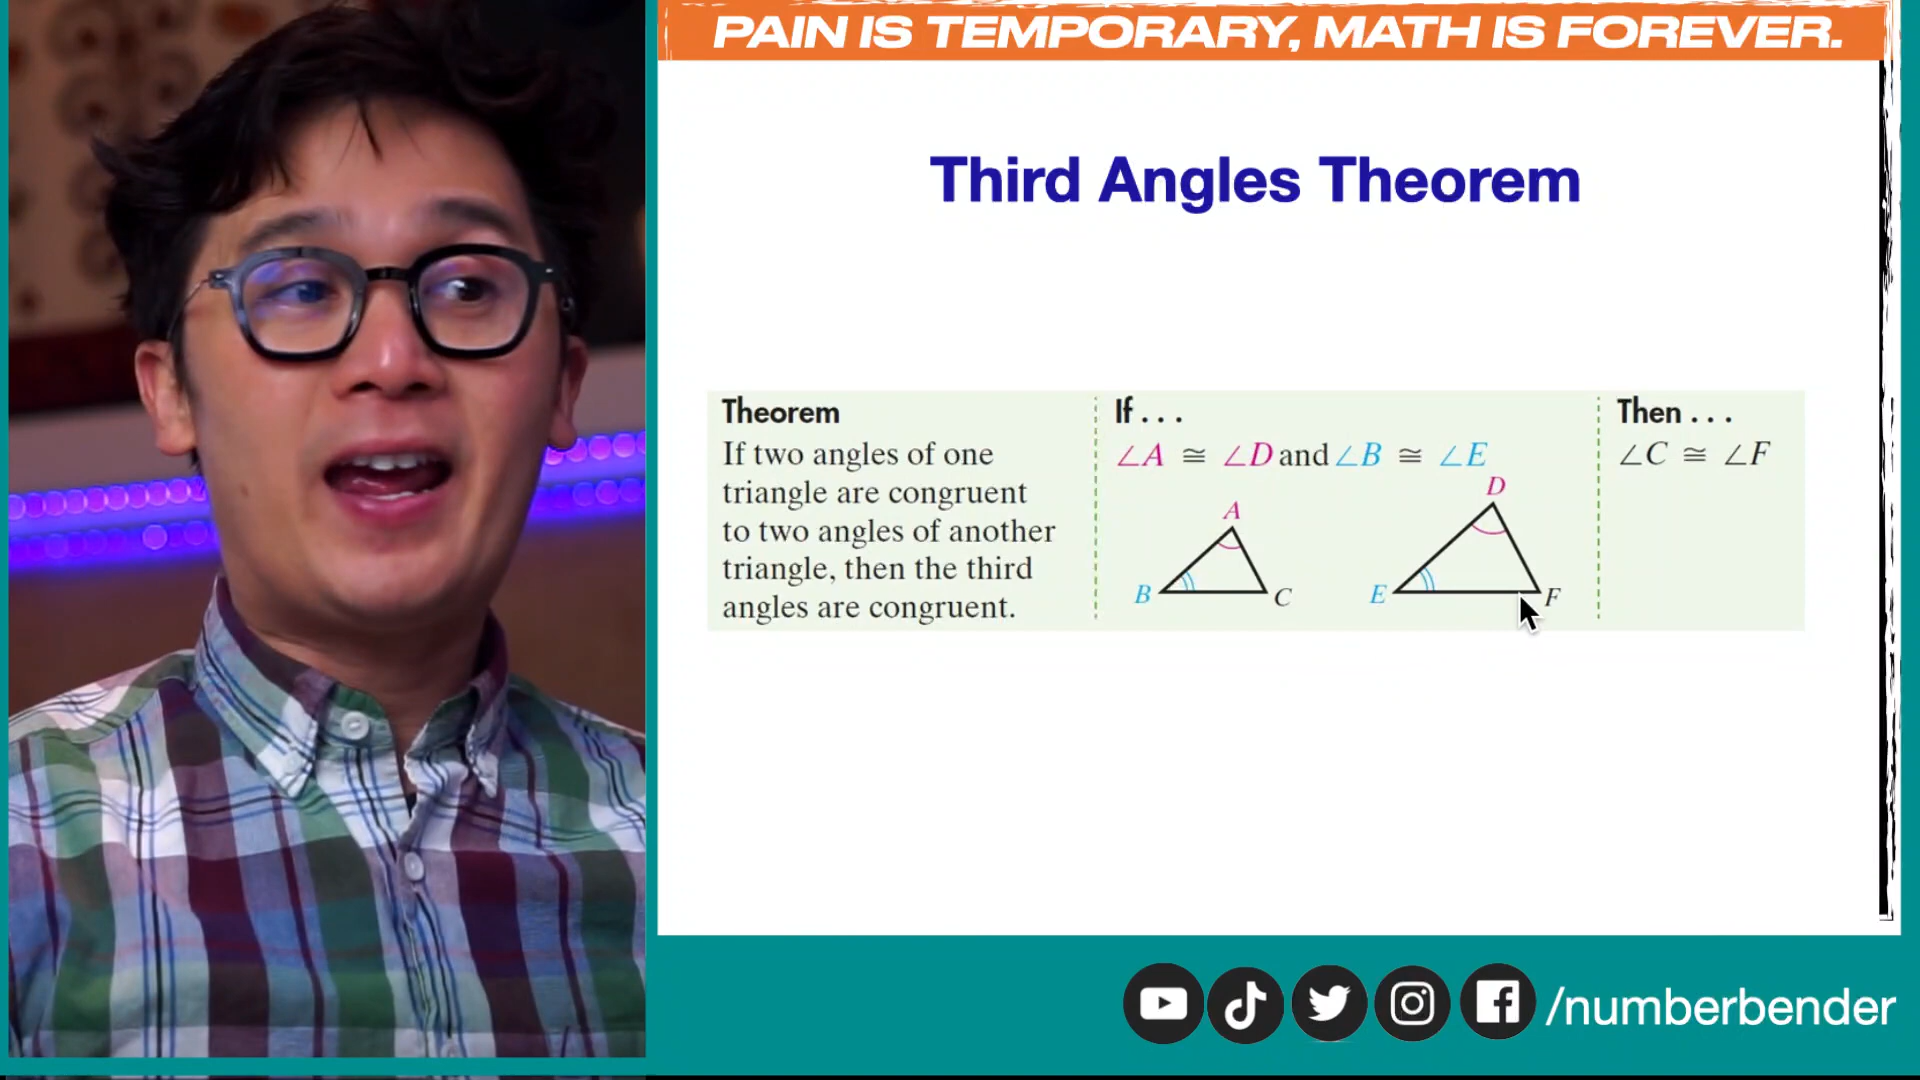 PAIN IS TEMPORARY, MATH IS FOREVER.
Third Angles Theorem
Theorem
If two angles of one
triangle are congruent
to two angles of another
triangle, then the third
angles are congruent.
If . . .
∠A ≅ ∠D and ∠B ≅ ∠E
A
B
C
D
E
F
Then . . .
∠C ≅ ∠F
/numberbender